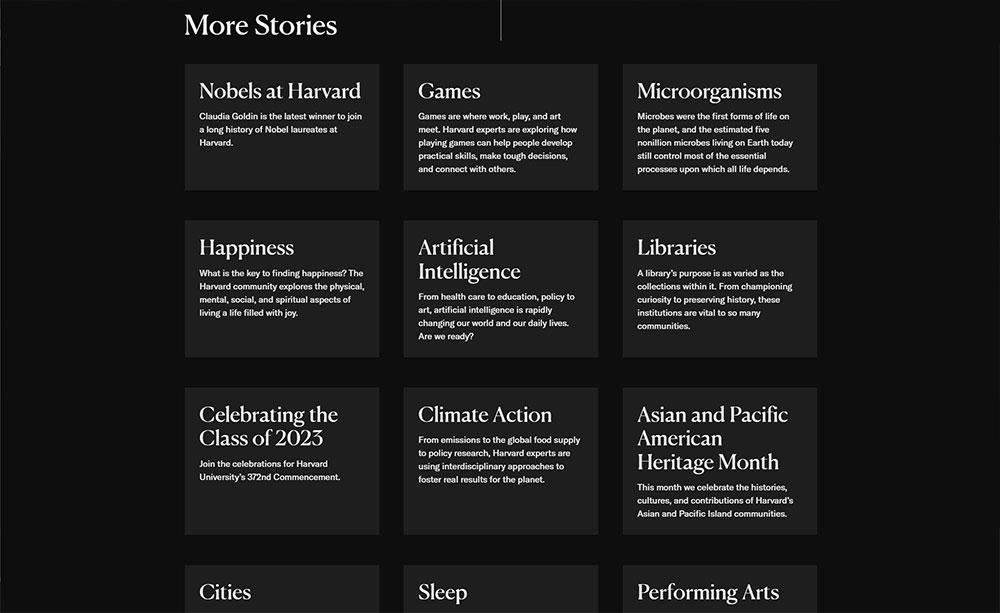 More Stories
Nobels at Harvard
Claudia Goldin is the latest winner to join
a long history of Nobel laureates at
Harvard.
Games
Games are where work, play, and art
meet. Harvard experts are exploring how
playing games can help people develop
practical skills, make tough decisions,
and connect with others.
Microorganisms
Microbes were the first forms of life on
the planet, and the estimated five
nonillion microbes living on Earth today
still control most of the essential
processes upon which all life depends.
Happiness
What is the key to finding happiness? The
Harvard community explores the physical,
mental, social, and spiritual aspects of
living a life filled with joy.
Artificial
Intelligence
From health care to education, policy to
art, artificial intelligence is rapidly
changing our world and our daily lives.
Are we ready?
Libraries
A library’s purpose is as varied as the
collections within it. From championing
curiosity to preserving history, these
institutions are vital to so many
communities.
Celebrating the
Class of 2023
Join the celebrations for Harvard
University’s 372nd Commencement.
Climate Action
From emissions to the global food supply
to policy research, Harvard experts are
using interdisciplinary approaches to
foster real results for the planet.
Asian and Pacific
American
Heritage Month
This month we celebrate the histories,
cultures, and contributions of Harvard’s
Asian and Pacific Island communities.
Cities
Sleep
Performing Arts